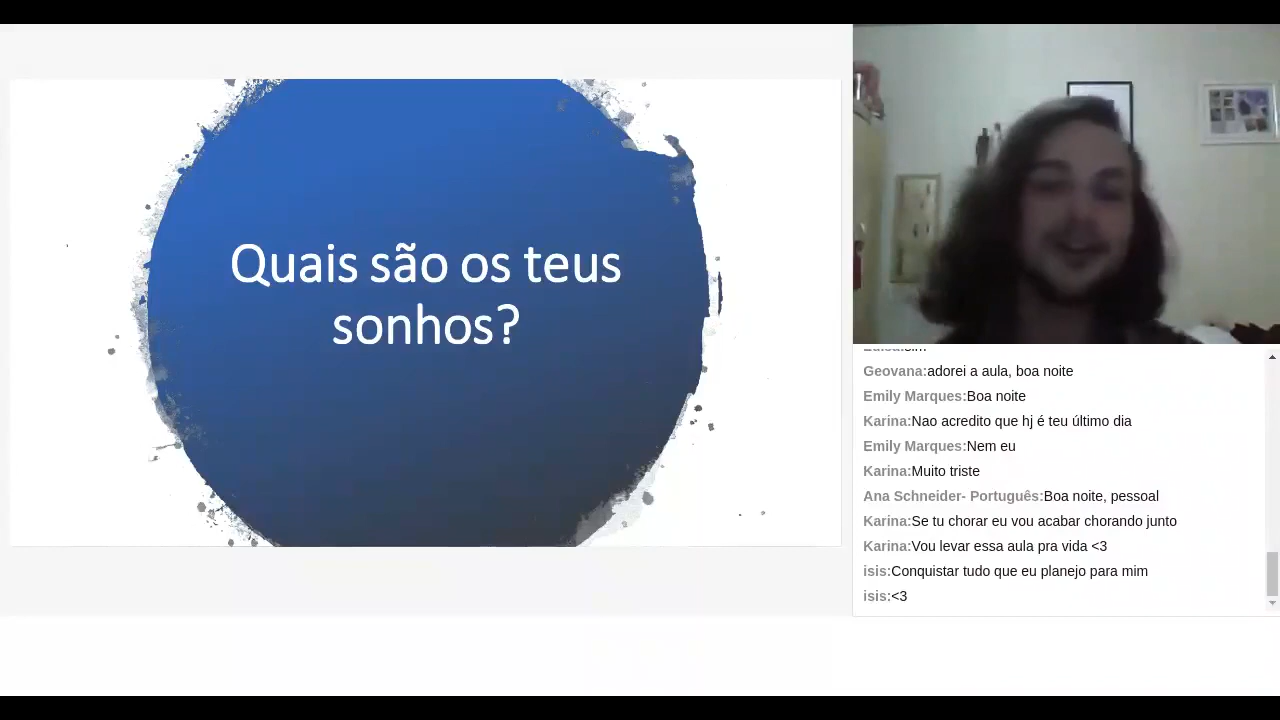 Quais são os teus
sonhos?
Geovana:adorei a aula, boa noite
Emily Marques:Boa noite
Karina:Nao acredito que hj é teu último dia
Emily Marques:Nem eu
Karina:Muito triste
Ana Schneider- Português:Boa noite, pessoal
Karina:Se tu chorar eu vou acabar chorando junto
Karina:Vou levar essa aula pra vida <3
isis:Conquistar tudo que eu planejo para mim
isis:<3